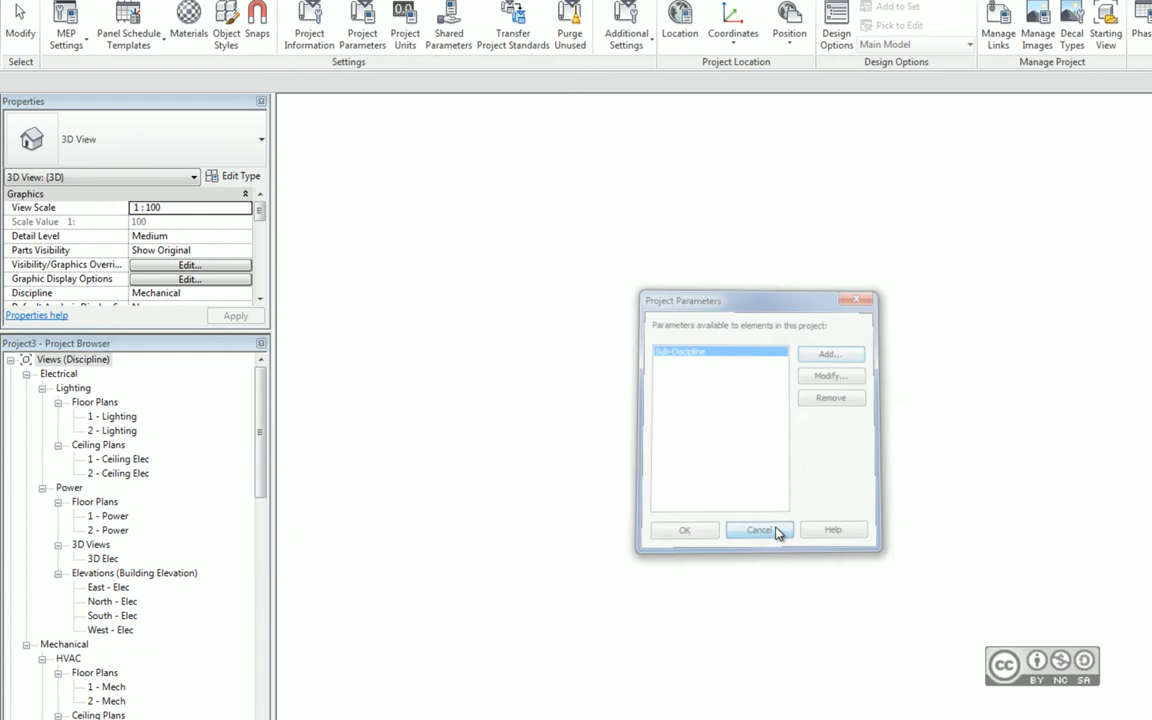 Modify
MEP Settings
Panel Schedule Templates
Materials
Object Styles
Snaps
Project Information
Project Parameters
Project Units
Shared Parameters
Transfer Project Standards
Purge Unused
Additional Settings
Location
Coordinates
Position
Design Options
Add to Set
Pick to Edit
Main Model
Manage Links
Manage Images
Decal Types
Starting View
Select
Settings
Project Location
Design Options
Manage Project
Properties
3D View
3D View: {3D}
Edit Type
Graphics
View Scale 1 : 100
Scale Value 1: 100
Detail Level Medium
Parts Visibility Show Original
Visibility/Graphics Overri... Edit...
Graphic Display Options Edit...
Discipline Mechanical
Properties help
Apply
Project3 - Project Browser
Views (Discipline)
Electrical
Lighting
Floor Plans
1 - Lighting
2 - Lighting
Ceiling Plans
1 - Ceiling Elec
2 - Ceiling Elec
Power
Floor Plans
1 - Power
2 - Power
3D Views
3D Elec
Elevations (Building Elevation)
East - Elec
North - Elec
South - Elec
West - Elec
Mechanical
HVAC
Floor Plans
1 - Mech
2 - Mech
Ceiling Plans
Project Parameters
Parameters available to elements in this project:
Sub-Discipline
Add...
Modify...
Remove
OK
Cancel
Help
cc
BY NC SA